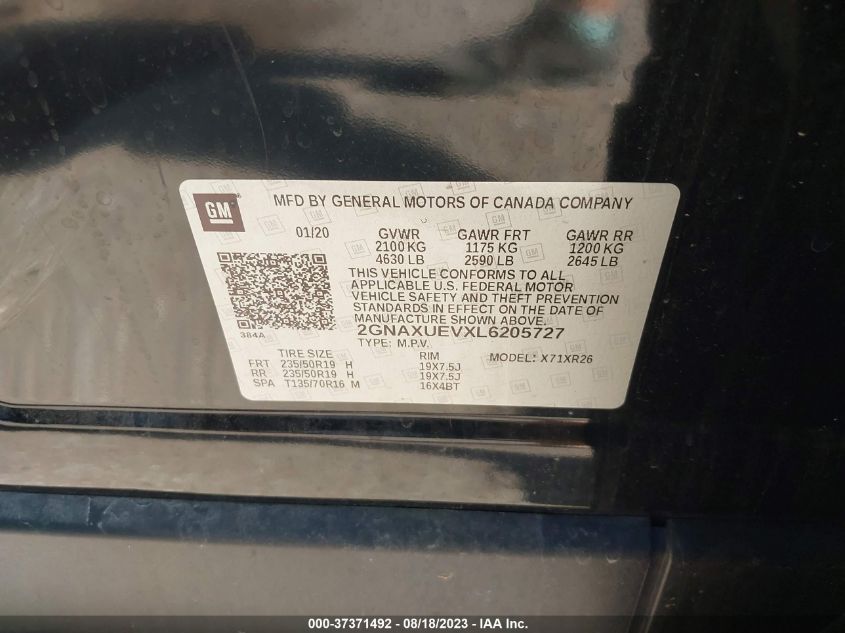 GM
MFD BY GENERAL MOTORS OF CANADA COMPANY
01/20 GVWR GAWR FRT GAWR RR
2100 KG 1175 KG 1200 KG
4630 LB 2590 LB 2645 LB
THIS VEHICLE CONFORMS TO ALL
APPLICABLE U.S. FEDERAL MOTOR
VEHICLE SAFETY AND THEFT PREVENTION
STANDARDS IN EFFECT ON THE DATE OF
MANUFACTURE SHOWN ABOVE.
384A 2GNAXUEVXL6205727
TYPE: M.P.V.
TIRE SIZE RIM MODEL: X71XR26
FRT 235/50R19 H 19X7.5J
RR 235/50R19 H 19X7.5J
SPA T135/70R16 M 16X4BT
000-37371492 - 08/18/2023 - IAA Inc.